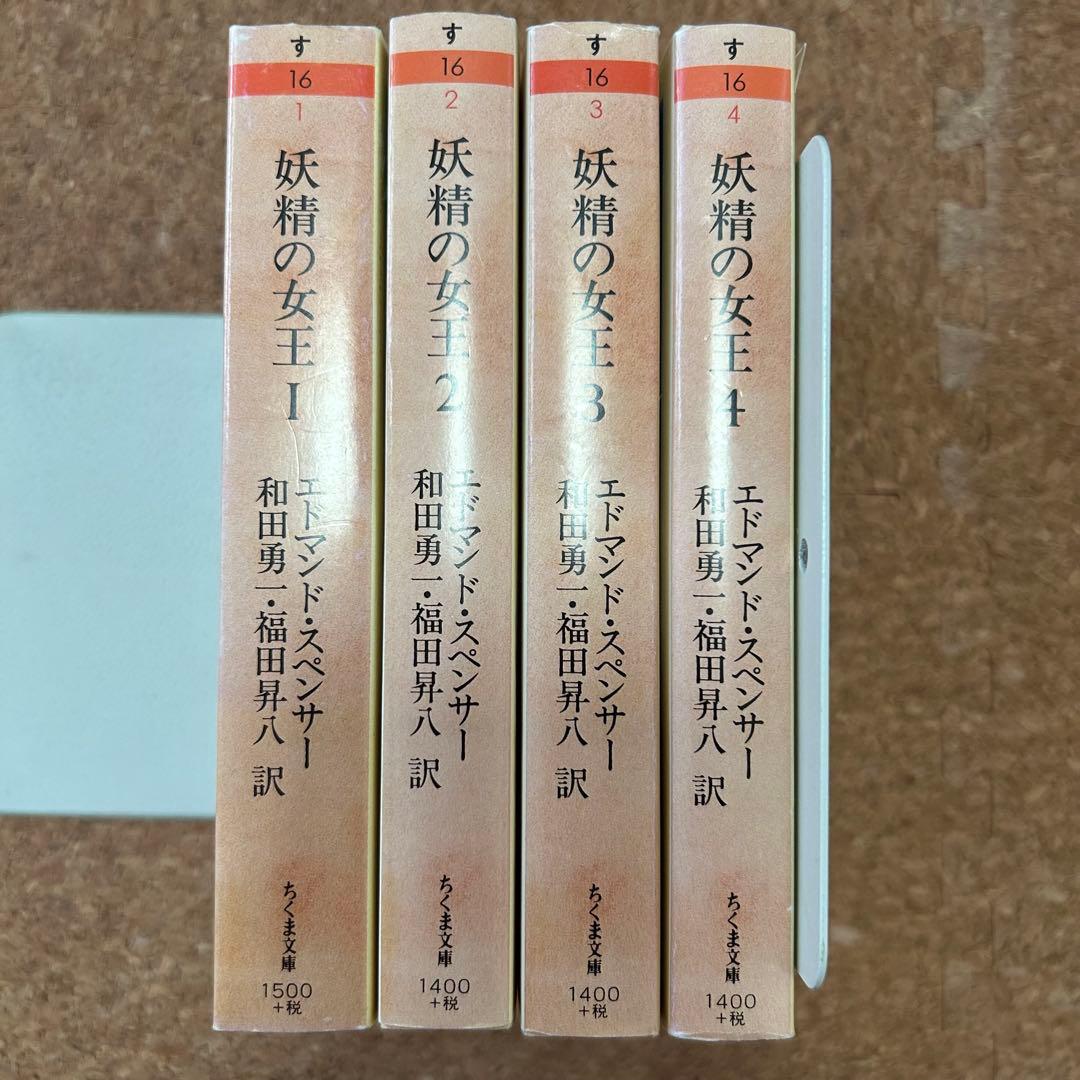 す
16
1
妖精の女王 1
エドマンド・スペンサー
和田勇一・福田昇八 訳
ちくま文庫
1500
+税
す
16
2
妖精の女王 2
エドマンド・スペンサー
和田勇一・福田昇八 訳
ちくま文庫
1400
+税
す
16
3
妖精の女王 3
エドマンド・スペンサー
和田勇一・福田昇八 訳
ちくま文庫
1400
+税
す
16
4
妖精の女王 4
エドマンド・スペンサー
和田勇一・福田昇八 訳
ちくま文庫
1400
+税